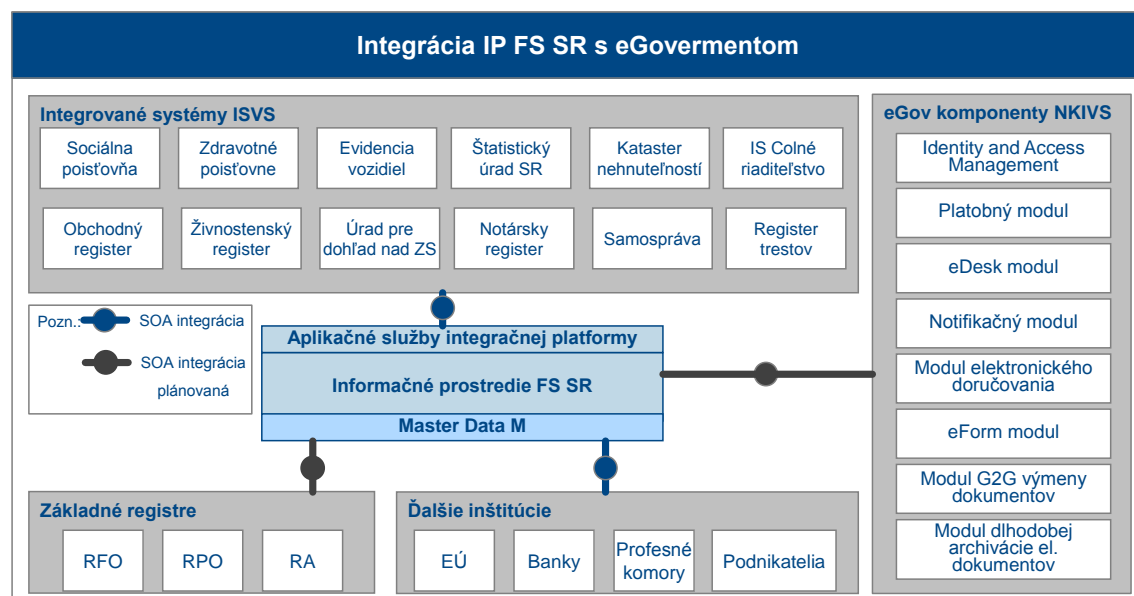 Integrácia IP FS SR s eGovermentom
Integrované systémy ISVS
Sociálna
poisťovňa
Zdravotné
poisťovne
Evidencia
vozidiel
Štatistický
úrad SR
Kataster
nehnuteľností
IS Colné
riaditeľstvo
Obchodný
register
Živnostenský
register
Úrad pre
dohľad nad ZS
Notársky
register
Samospráva
Register
trestov
eGov komponenty NKIVS
Identity and Access
Management
Platobný modul
eDesk modul
Notifikačný modul
Modul elektronického
doručovania
eForm modul
Modul G2G výmeny
dokumentov
Modul dlhodobej
archivácie el.
dokumentov
Pozn.:
SOA integrácia
SOA integrácia
plánovaná
Aplikačné služby integračnej platformy
Informačné prostredie FS SR
Master Data M
Základné registre
RFO
RPO
RA
Ďalšie inštitúcie
EÚ
Banky
Profesné
komory
Podnikatelia